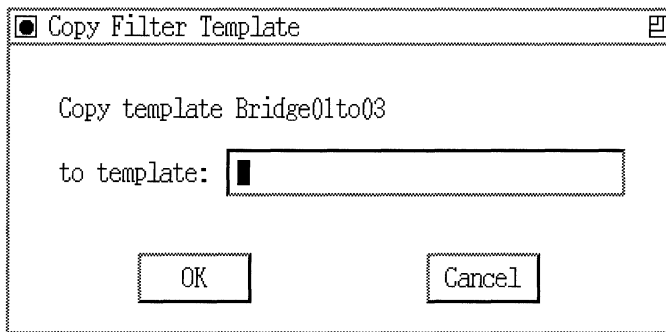 Copy Filter Template
Copy template Bridge01to03
to template:
OK
Cancel